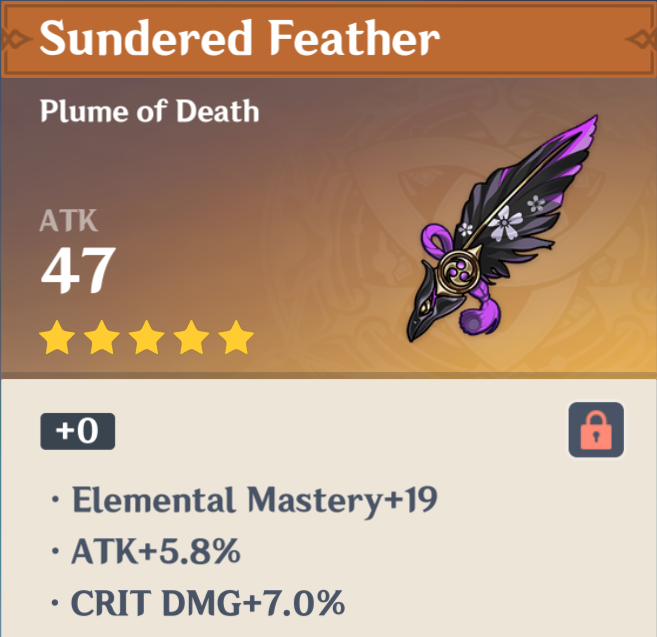 Sundered Feather
Plume of Death
ATK
47
+0
· Elemental Mastery+19
· ATK+5.8%
· CRIT DMG+7.0%